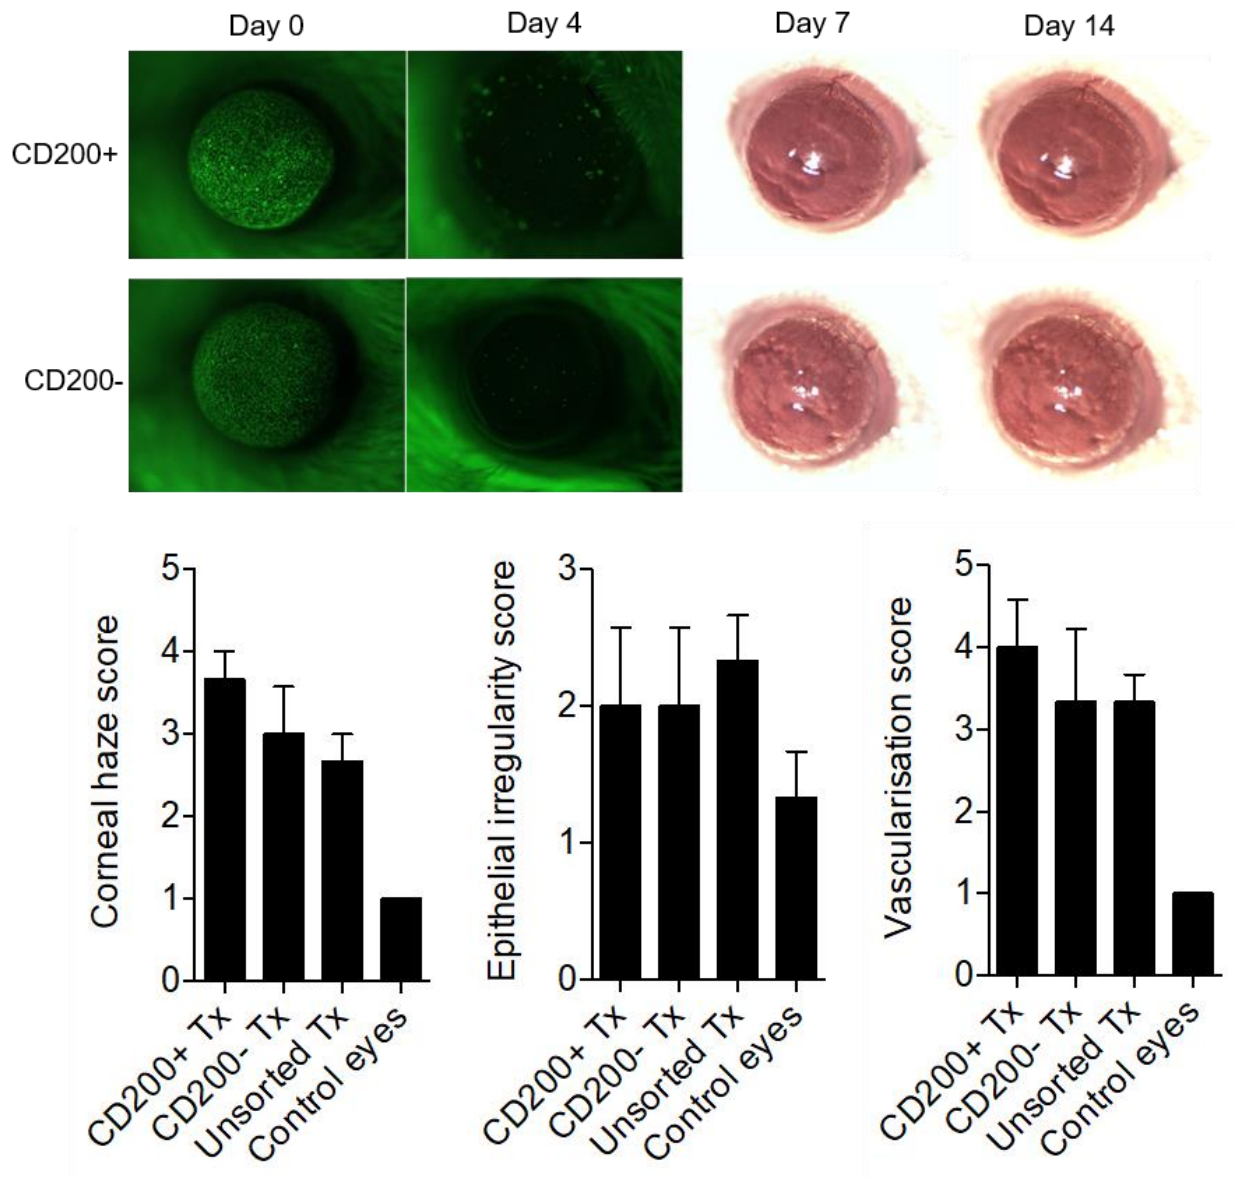 Day 0
Day 4
Day 7
Day 14
CD200+
CD200-
Corneal haze score
5
4
3
2
1
0
CD200+ Tx
CD200- Tx
Unsorted Tx
Control eyes
Epithelial irregularity score
3
2
1
0
CD200+ Tx
CD200- Tx
Unsorted Tx
Control eyes
Vascularisation score
5
4
3
2
1
0
CD200+ Tx
CD200- Tx
Unsorted Tx
Control eyes